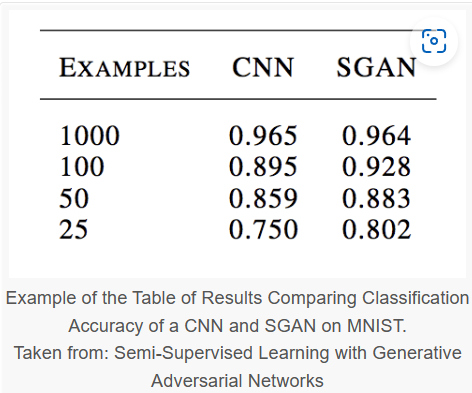 EXAMPLES CNN SGAN
1000 0.965 0.964
100 0.895 0.928
50 0.859 0.883
25 0.750 0.802
Example of the Table of Results Comparing Classification
Accuracy of a CNN and SGAN on MNIST.
Taken from: Semi-Supervised Learning with Generative
Adversarial Networks